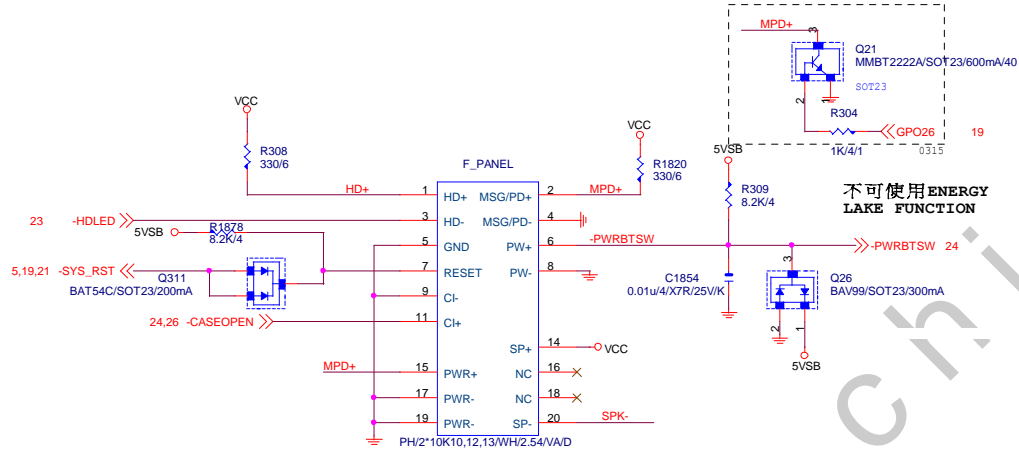 MPD+
3
Q21
MMBT2222A/SOT23/600mA/40
SOT23
2
1
R304
GPO26 19
1K/4/1
0315
VCC
R308
330/6
F_PANEL
VCC
R1820
330/6
5VSB
R309
8.2K/4
不可使用ENERGY
LAKE FUNCTION
HD+ 1 HD+ MSG/PD+ 2 MPD+
23 -HDLED 3 HD- MSG/PD- 4
5VSB R1878
8.2K/4
5 GND PW+ 6 -PWRBTSW
-PWRBTSW 24
5,19,21 -SYS_RST 7 RESET PW- 8
Q311
BAT54C/SOT23/200mA
9 CI-
C1854
0.01u/4/X7R/25V/K
3
Q26
BAV99/SOT23/300mA
2
1
5VSB
24,26 -CASEOPEN 11 CI+
SP+ 14 VCC
MPD+ 15 PWR+ NC 16
17 PWR- NC 18
19 PWR- SP- 20 SPK-
PH/2*10K10,12,13/WH/2.54/VA/D
c h i